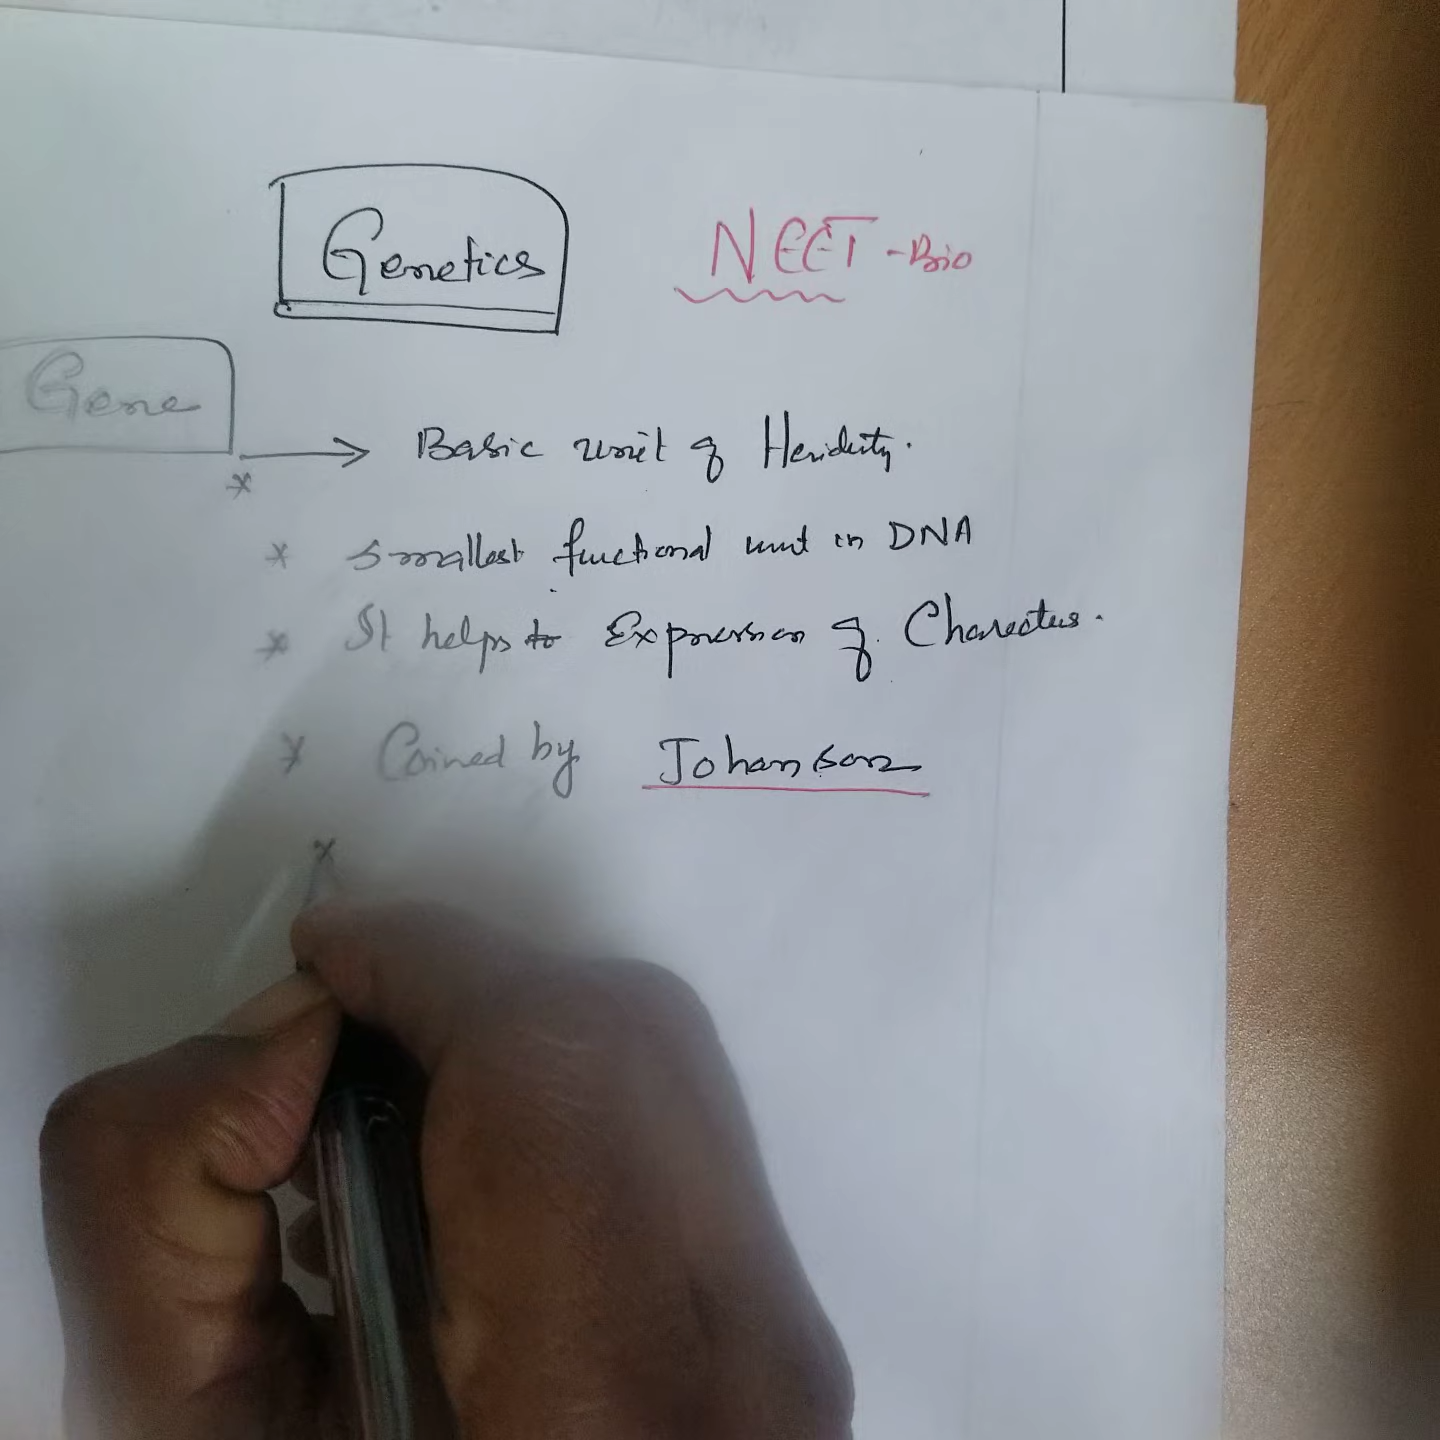 Genetics
NEET - Bio
Gene
* → Basic unit of Heridity.
* Smallest functional unit in DNA
* It helps to Expression of Charecters.
* Coined by Johanson
*